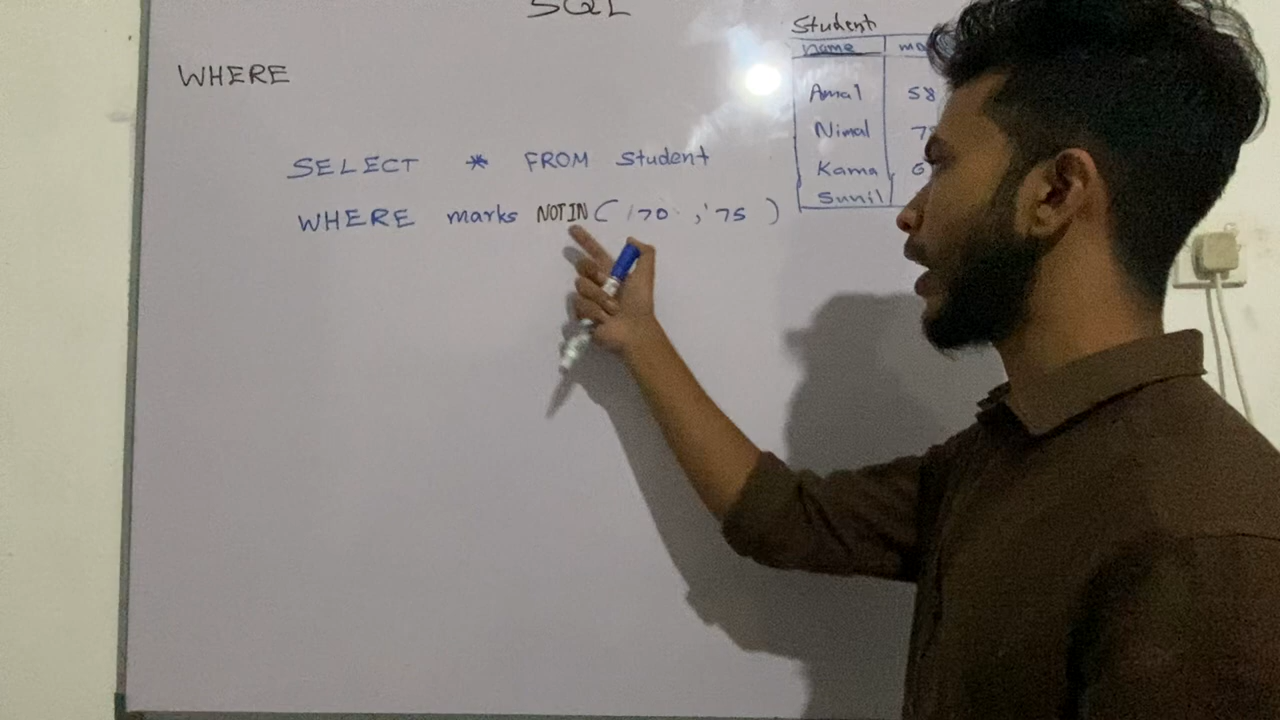 SQL
Student
name
WHERE
Amal 58
Nimal
SELECT * FROM Student
Kama
Sunil
WHERE marks NOT IN ( '70 , '75 )